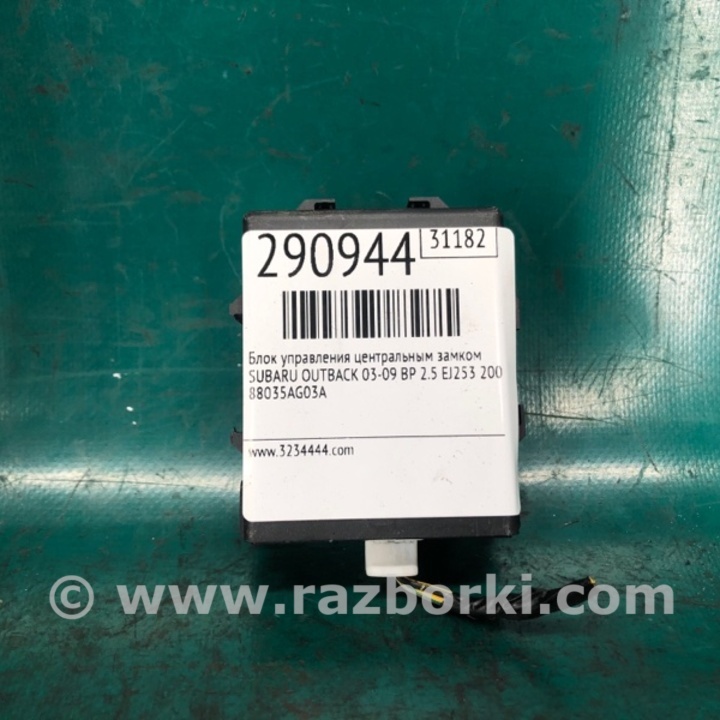 290944
31182
Блок управления центральным замком
SUBARU OUTBACK 03-09 BP 2.5 EJ253 200
88035AG03A
www.3234444.com
© www.razborki.com